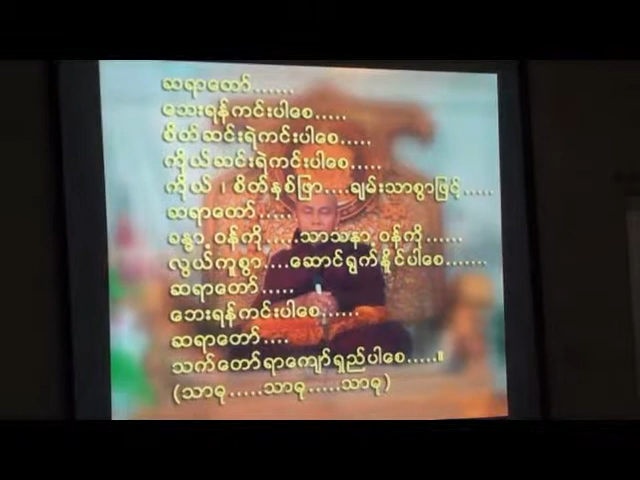 ဆရာတော်......
ဘေးရန်ကင်းပါစေ.....
စိတ်ဆင်းရဲကင်းပါစေ.....
ကိုယ်ဆင်းရဲကင်းပါစေ.....
ကိုယ် ၊ စိတ်နှစ်ဖြာ....ချမ်းသာစွာဖြင့်.....
ဆရာတော်.....
ခန္ဓာ့ဝန်ကို......သာသနာ့ဝန်ကို......
လွယ်ကူစွာ....ဆောင်ရွက်နိုင်ပါစေ.......
ဆရာတော်.....
ဘေးရန်ကင်းပါစေ......
ဆရာတော်....
သက်တော်ရာကျော်ရှည်ပါစေ.....။
(သာဓု.....သာဓု.....သာဓု)